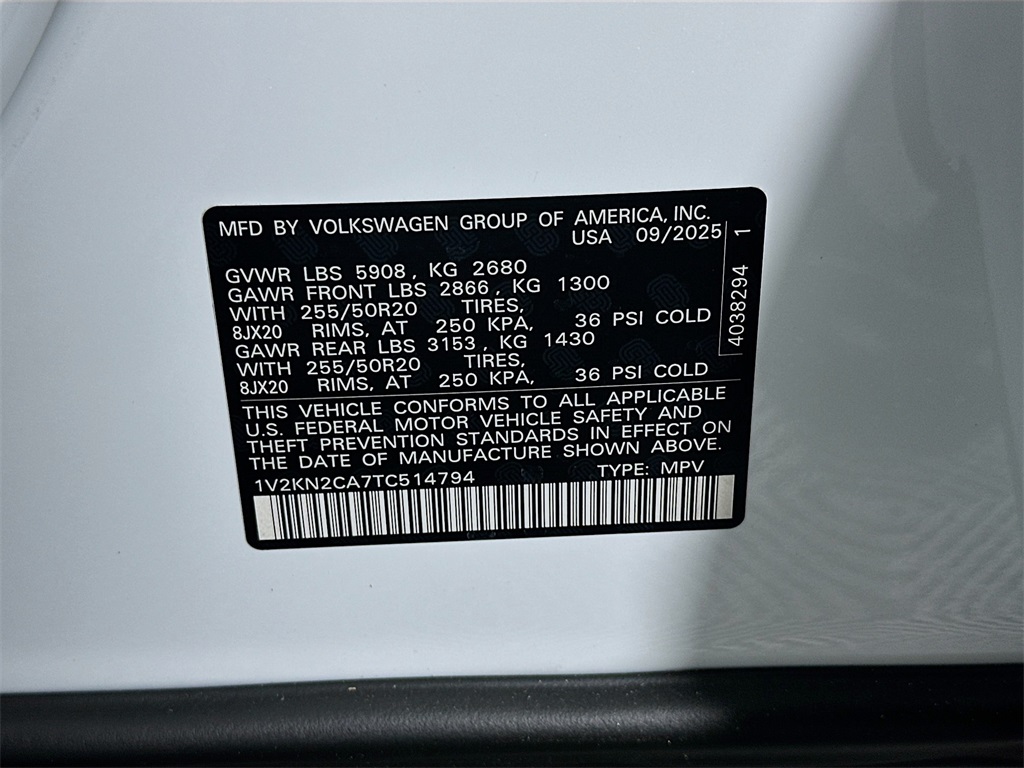 MFD BY VOLKSWAGEN GROUP OF AMERICA, INC.
USA 09/2025
GVWR LBS 5908, KG 2680
GAWR FRONT LBS 2866, KG 1300
WITH 255/50R20 TIRES,
8JX20 RIMS, AT 250 KPA, 36 PSI COLD
GAWR REAR LBS 3153, KG 1430
WITH 255/50R20 TIRES,
8JX20 RIMS, AT 250 KPA, 36 PSI COLD
THIS VEHICLE CONFORMS TO ALL APPLICABLE
U.S. FEDERAL MOTOR VEHICLE SAFETY AND
THEFT PREVENTION STANDARDS IN EFFECT ON
THE DATE OF MANUFACTURE SHOWN ABOVE.
1V2KN2CA7TC514794 TYPE: MPV
4038294 1